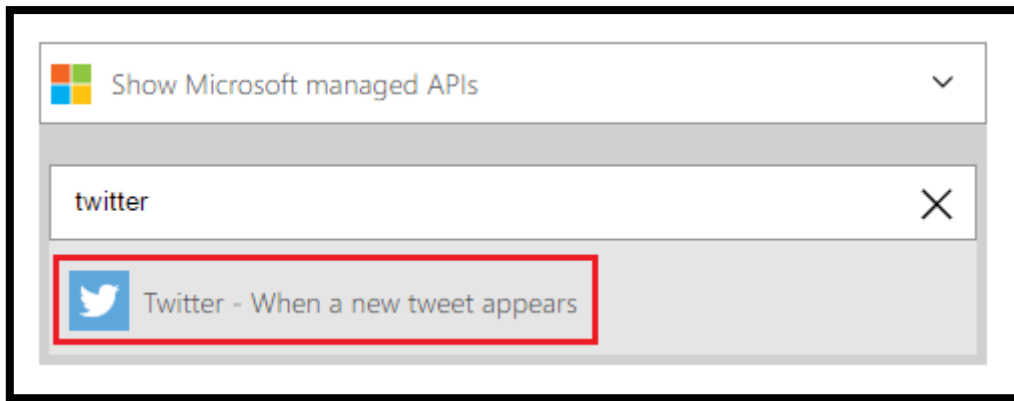 Show Microsoft managed APIs
twitter
Twitter - When a new tweet appears